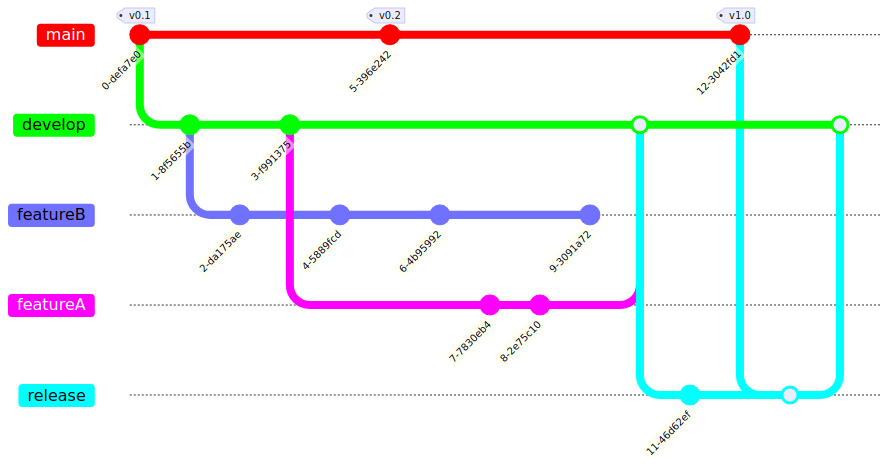 v0.1
v0.2
v1.0
main
0-defa7e0
5-396e242
12-3042fd1
develop
1-8f5655b
3-f991375
featureB
2-da175ae
4-5889fcd
6-4b95992
9-3091a72
featureA
7-7830eb4
8-2e75c10
release
11-46d62ef